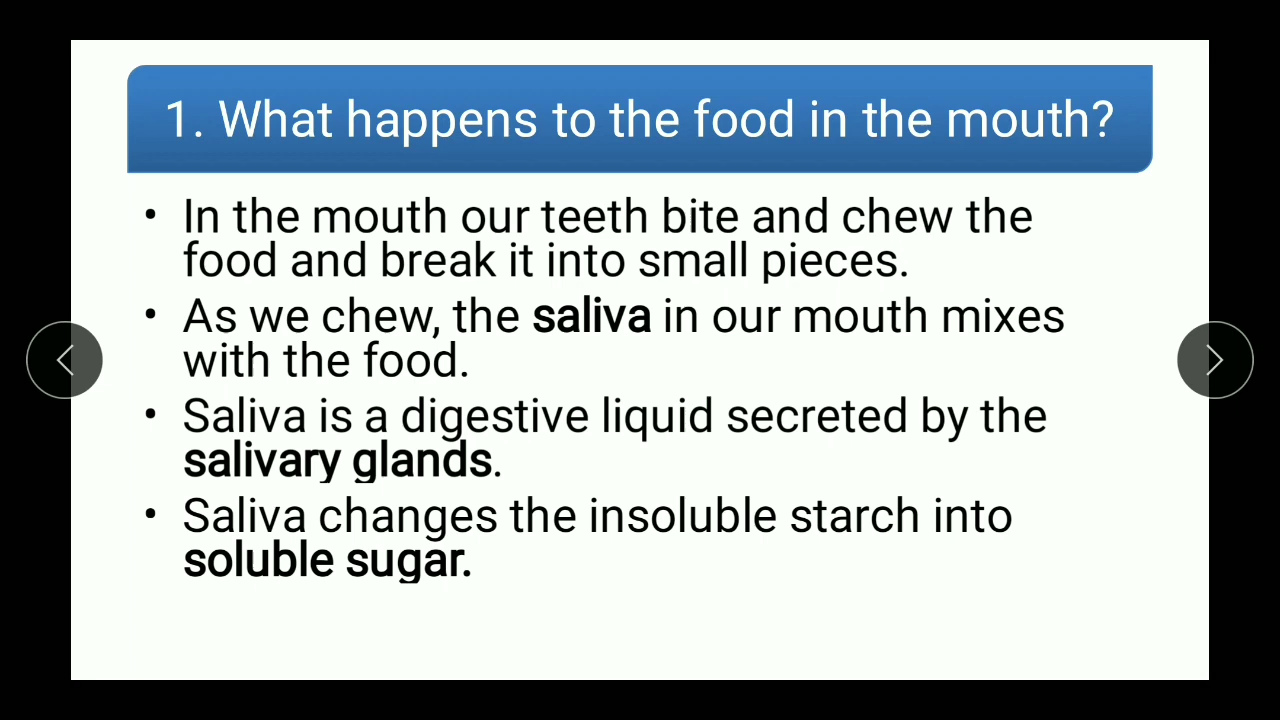 1. What happens to the food in the mouth?
• In the mouth our teeth bite and chew the
food and break it into small pieces.
• As we chew, the saliva in our mouth mixes
with the food.
• Saliva is a digestive liquid secreted by the
salivary glands.
• Saliva changes the insoluble starch into
soluble sugar.